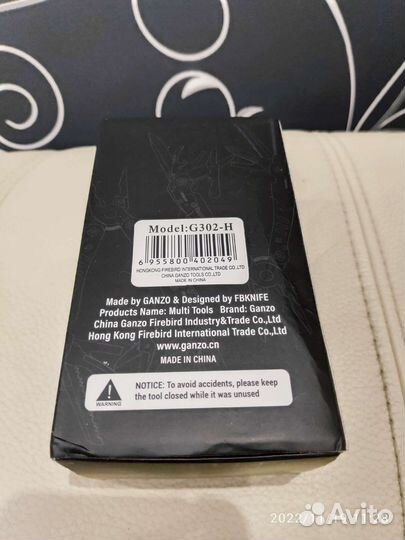 Model:G302-H
6 955800 402049
HONGKONG FIREBIRD INTERNATIONAL TRADE CO.,LTD
CHINA GANZO TOOLS CO.,LTD
MADE IN CHINA
Made by GANZO & Designed by FBKNIFE
Products Name: Multi Tools Brand: Ganzo
China Ganzo Firebird Industry&Trade Co.,Ltd
Hong Kong Firebird International Trade Co.,Ltd
www.ganzo.cn
MADE IN CHINA
WARNING
NOTICE: To avoid accidents, please keep
the tool closed while it was unused
Avito